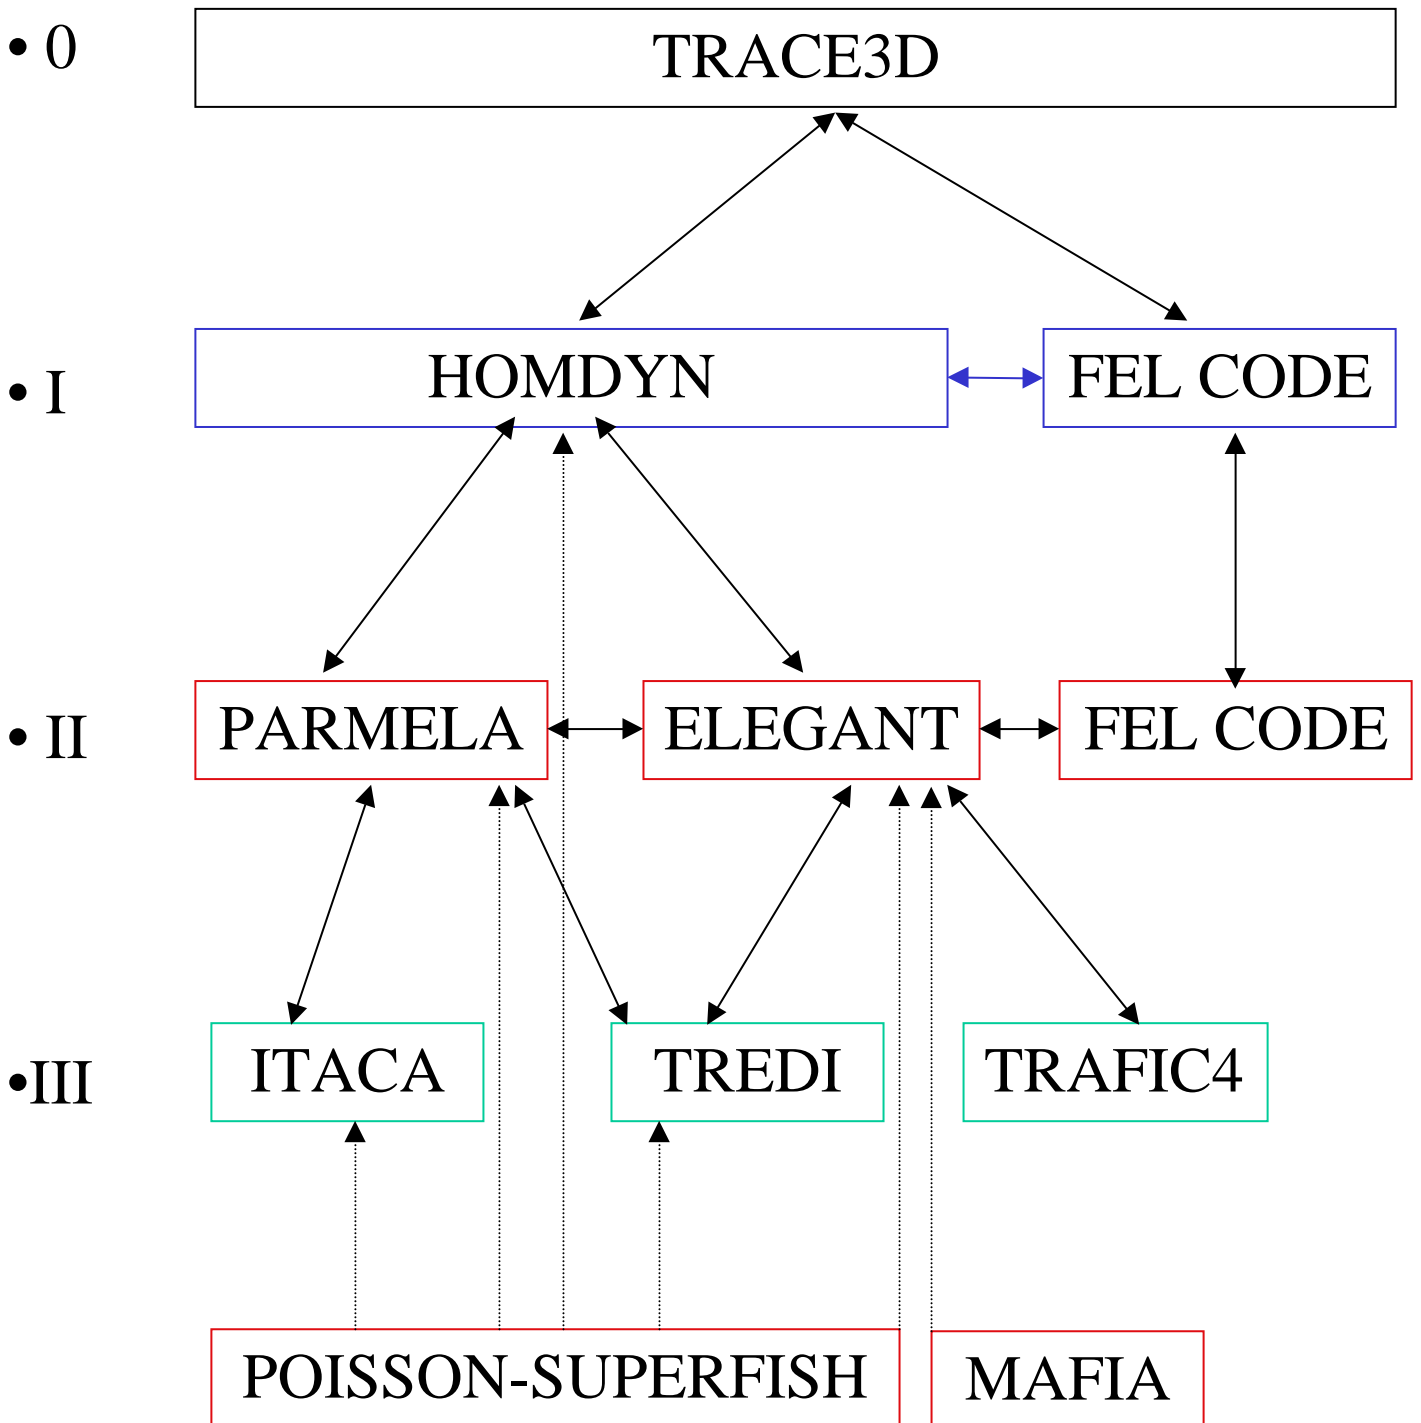 • 0 TRACE3D
• I HOMDYN FEL CODE
• II PARMELA ELEGANT FEL CODE
•III ITACA TREDI TRAFIC4
POISSON-SUPERFISH MAFIA